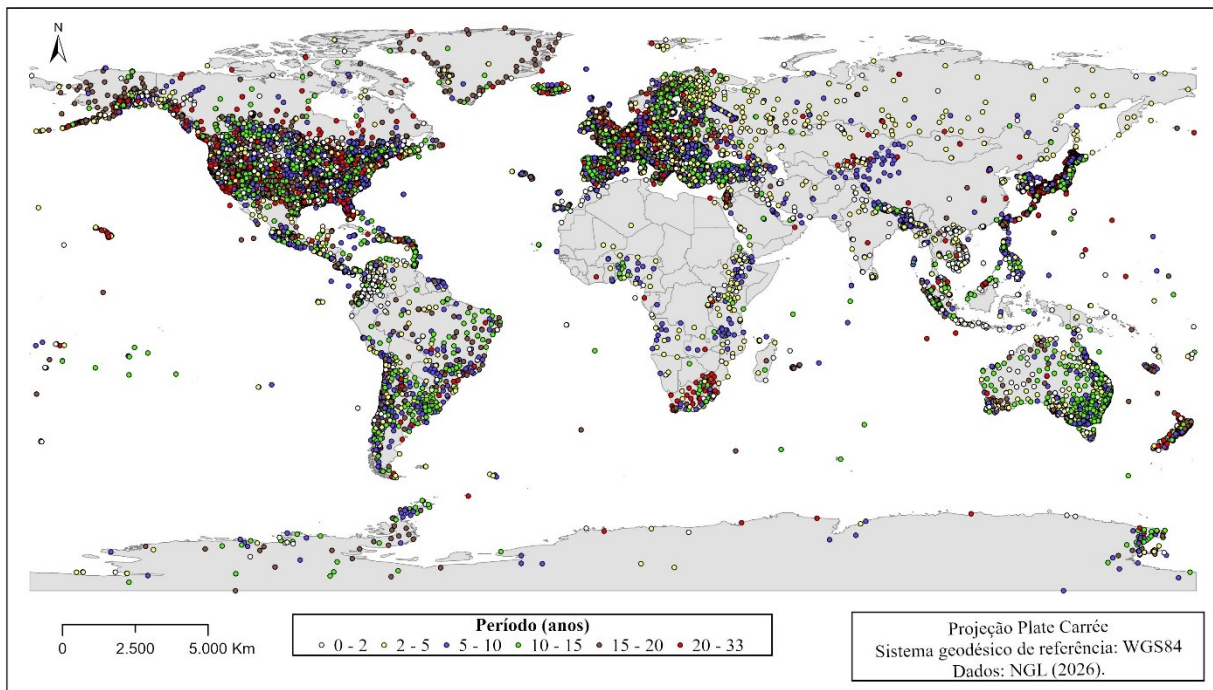 N
0 2.500 5.000 Km
Período (anos)
0 - 2 2 - 5 5 - 10 10 - 15 15 - 20 20 - 33
Projeção Plate Carrée
Sistema geodésico de referência: WGS84
Dados: NGL (2026).